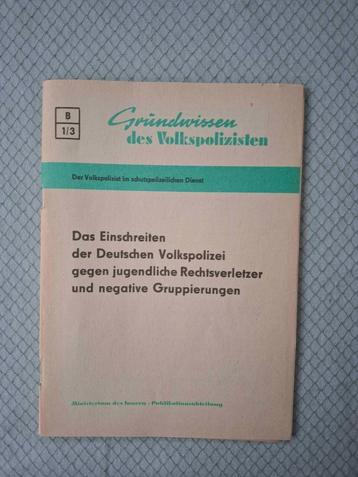 B
1/3
Grundwissen
des Volkspolizisten
Der Volkspolizist im schutzpolizeilichen Dienst
Das Einschreiten
der Deutschen Volkspolizei
gegen jugendliche Rechtsverletzer
und negative Gruppierungen
Ministerium des Innern · Publikationsabteilung